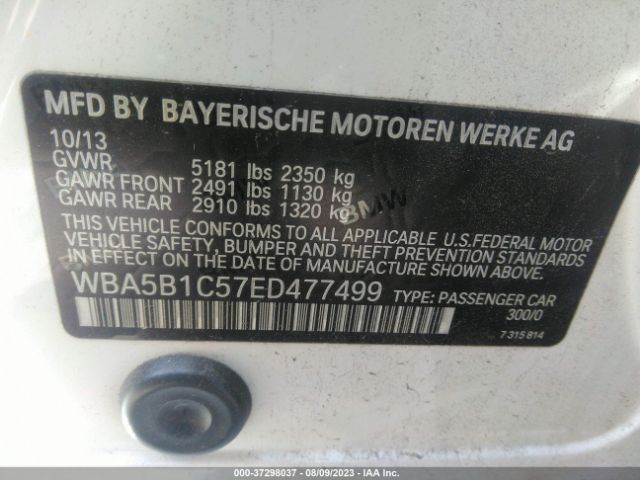 MFD BY BAYERISCHE MOTOREN WERKE AG
10/13
GVWR 5181 lbs 2350 kg
GAWR FRONT 2491 lbs 1130 kg
GAWR REAR 2910 lbs 1320 kg
BMW
THIS VEHICLE CONFORMS TO ALL APPLICABLE U.S.FEDERAL MOTOR
VEHICLE SAFETY, BUMPER AND THEFT PREVENTION STANDARDS
IN EFFECT ON THE DATE OF MANUFACTURE SHOWN ABOVE.
WBA5B1C57ED477499 TYPE: PASSENGER CAR
300/0
7 315 814
000-37298037 - 08/09/2023 - IAA Inc.